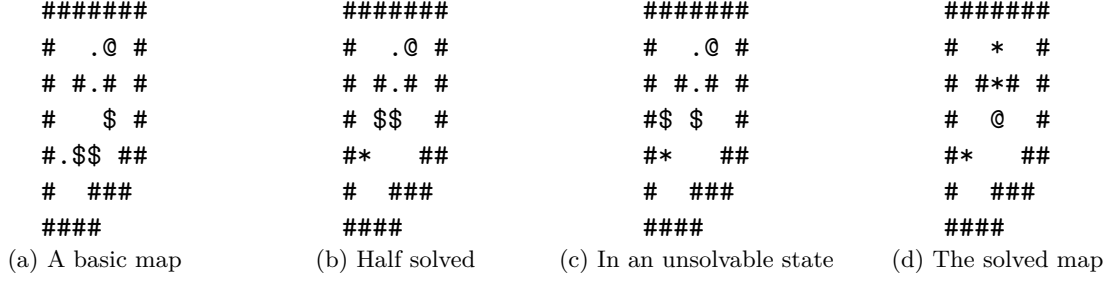 #######    #######    #######    #######
#  .@ #    #  .@ #    #  .@ #    #  *  #
# #.# #    # #.# #    # #.# #    # #*# #
#   $ #    # $$  #    #$ $  #    #  @  #
#.$$ ##    #*   ##    #*   ##    #*   ##
#  ###     #  ###     #  ###     #  ###
####       ####       ####       ####
(a) A basic map    (b) Half solved    (c) In an unsolvable state    (d) The solved map